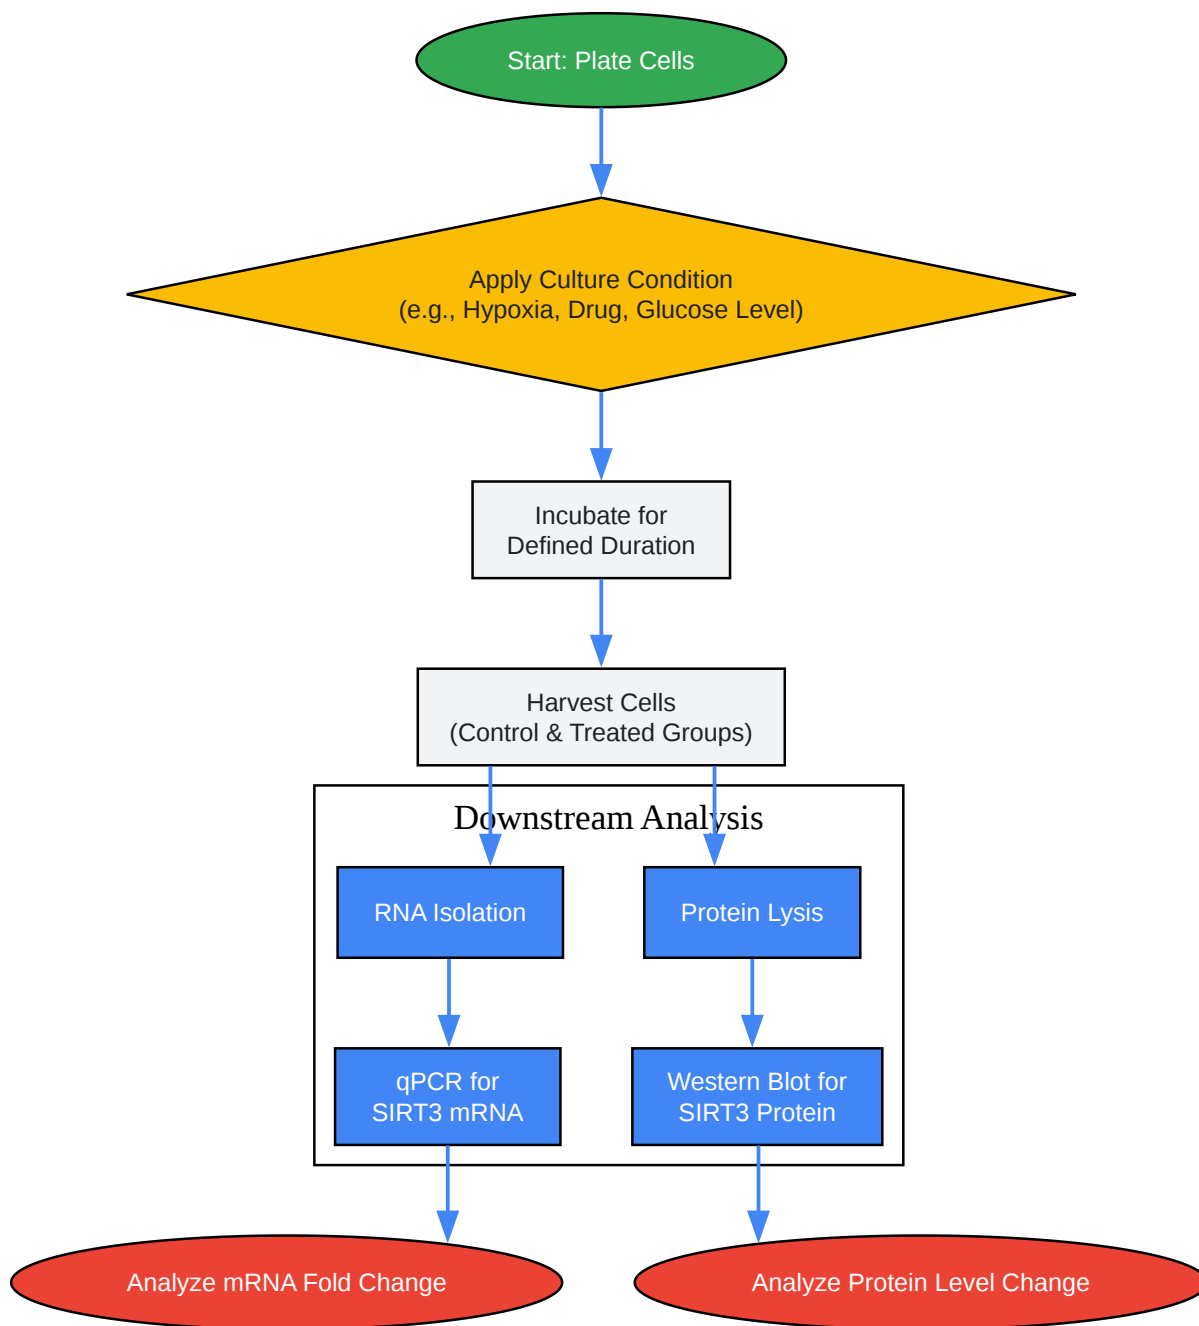 Start: Plate Cells
Apply Culture Condition
(e.g., Hypoxia, Drug, Glucose Level)
Incubate for
Defined Duration
Harvest Cells
(Control & Treated Groups)
Downstream Analysis
RNA Isolation
Protein Lysis
qPCR for
SIRT3 mRNA
Western Blot for
SIRT3 Protein
Analyze mRNA Fold Change
Analyze Protein Level Change